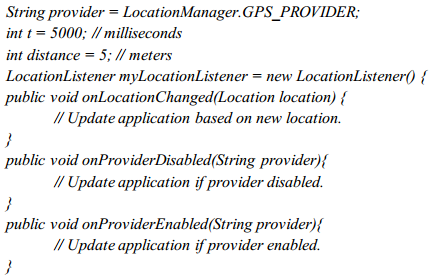 String provider = LocationManager.GPS_PROVIDER;
int t = 5000; // milliseconds
int distance = 5; // meters
LocationListener myLocationListener = new LocationListener() {
public void onLocationChanged(Location location) {
// Update application based on new location.
}
public void onProviderDisabled(String provider){
// Update application if provider disabled.
}
public void onProviderEnabled(String provider){
// Update application if provider enabled.
}